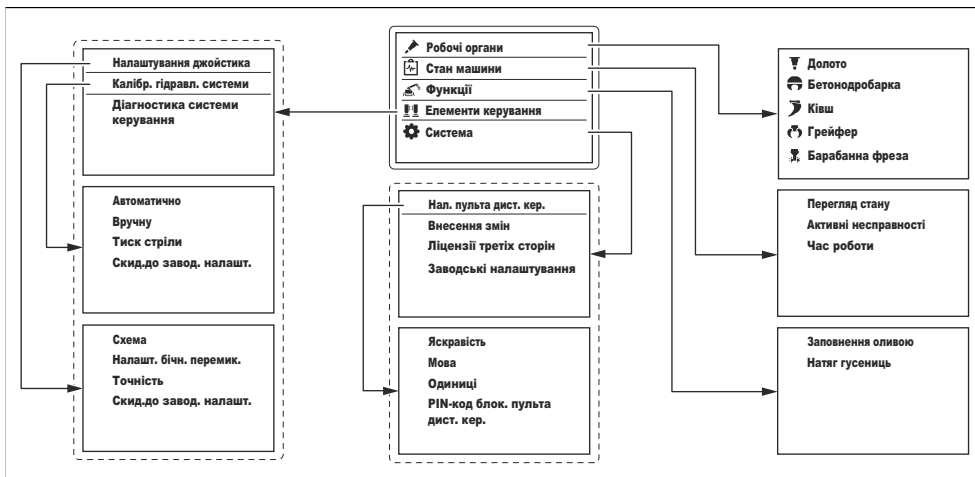 Налаштування джойстика
Калібр. гідравл. системи
Діагностика системи
керування
Автоматично
Вручну
Тиск стріли
Скид.до завод. налашт.
Схема
Налашт. бічн. перемик.
Точність
Скид.до завод. налашт.
Робочі органи
Стан машини
Функції
Елементи керування
Система
Нал. пульта дист. кер.
Внесення змін
Ліцензії третіх сторін
Заводські налаштування
Яскравість
Мова
Одиниці
PIN-код блок. пульта
дист. кер.
Долото
Бетонодробарка
Ківш
Грейфер
Барабанна фреза
Перегляд стану
Активні несправності
Час роботи
Заповнення оливою
Натяг гусениць